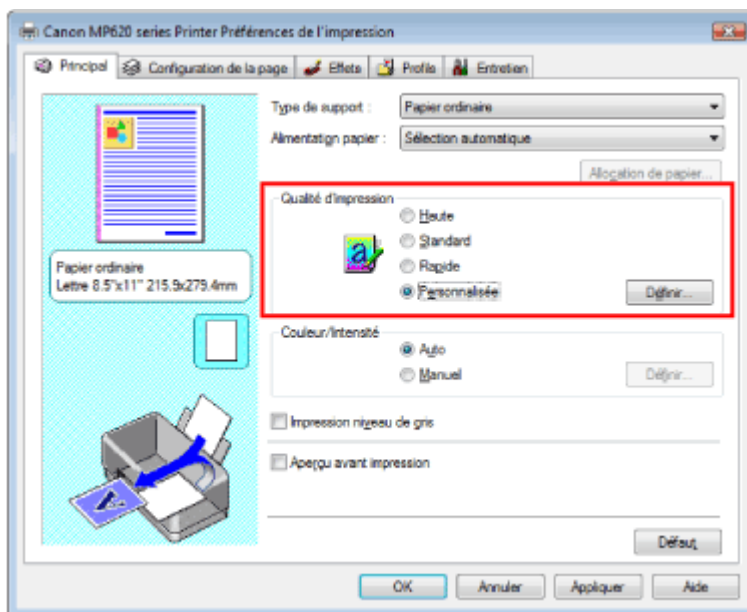 Canon MP620 series Printer Préférences de l'impression
Principal Configuration de la page Effets Profils Entretien
Type de support : Papier ordinaire
Alimentation papier : Sélection automatique
Allocation de papier...
Qualité d'impression
Haute
Standard
Rapide
Personnalisée Définir...
Papier ordinaire
Lettre 8.5"x11" 215.9x279.4mm
Couleur/Intensité
Auto
Manuel Définir...
Impression niveau de gris
Aperçu avant impression
Défaut
OK Annuler Appliquer Aide